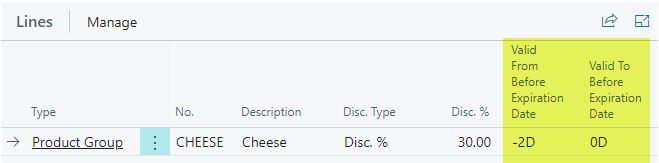 Lines Manage
Type No. Description Disc. Type Disc. % Valid From Before Expiration Date Valid To Before Expiration Date
Product Group CHEESE Cheese Disc. % 30.00 -2D 0D